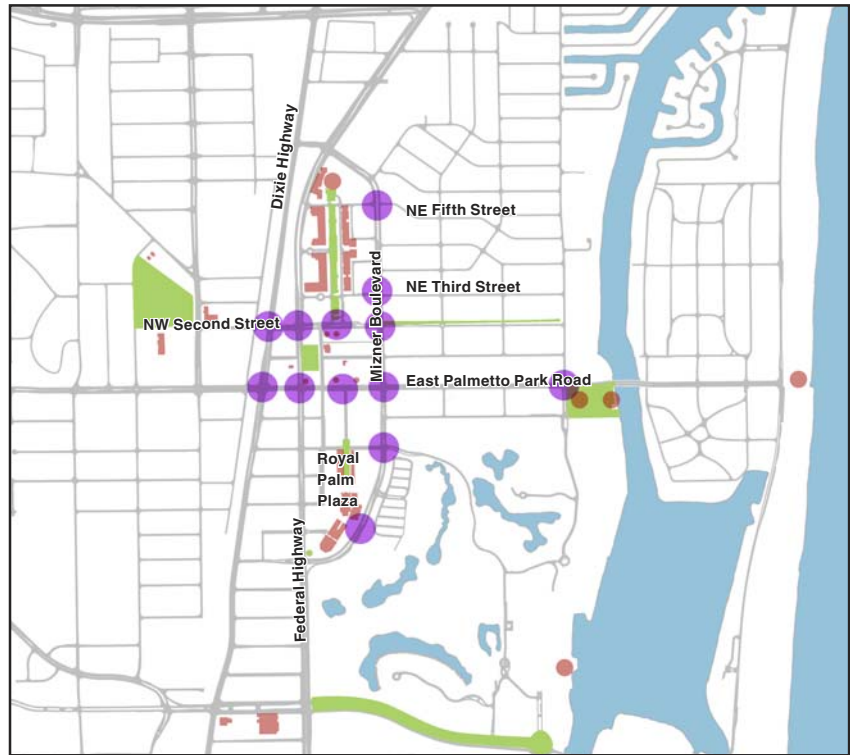 Dixie Highway
NE Fifth Street
Mizner Boulevard
NE Third Street
NW Second Street
East Palmetto Park Road
Royal
Palm
Plaza
Federal Highway